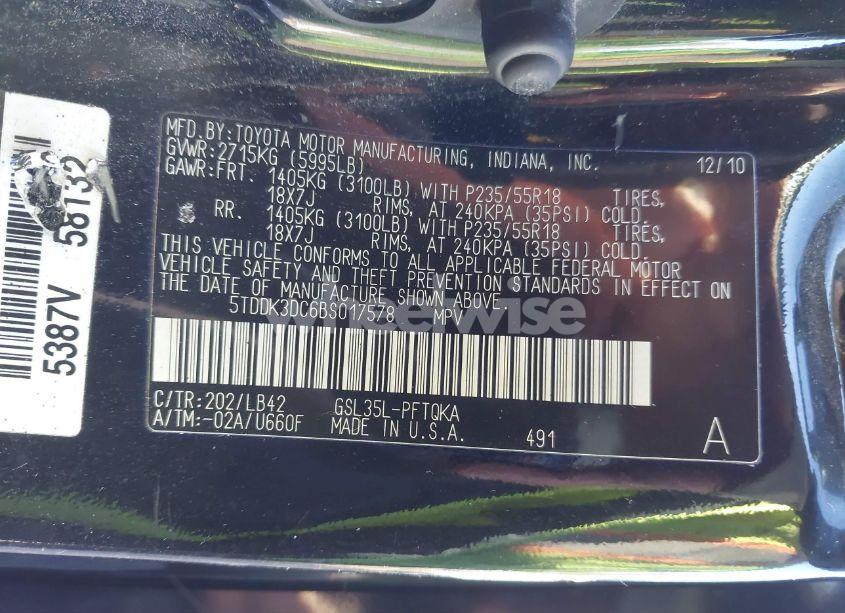 MFD.BY:TOYOTA MOTOR MANUFACTURING, INDIANA, INC. 12/10
GVWR:2715KG (5995LB)
GAWR:FRT. 1405KG (3100LB) WITH P235/55R18 TIRES,
18X7J RIMS, AT 240KPA (35PSI) COLD.
RR. 1405KG (3100LB) WITH P235/55R18 TIRES,
18X7J RIMS, AT 240KPA (35PSI) COLD.
THIS VEHICLE CONFORMS TO ALL APPLICABLE FEDERAL MOTOR
VEHICLE SAFETY AND THEFT PREVENTION STANDARDS IN EFFECT ON
THE DATE OF MANUFACTURE SHOWN ABOVE.
5TDDK3DC6BS017578 MPV
wheelwise
C/TR:202/LB42 GSL35L-PFTQKA
A/TM:-02A/U660F MADE IN U.S.A. 491 A
5387V 58132